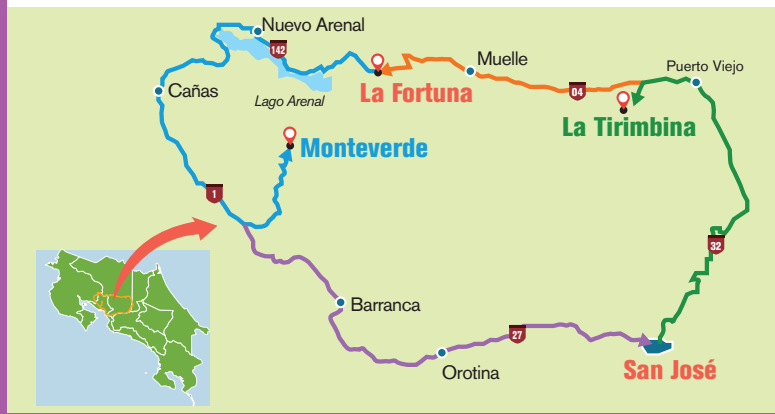 Nuevo Arenal
142
Muelle
Puerto Viejo
Cañas
Lago Arenal
La Fortuna
04
La Tirimbina
Monteverde
1
32
Barranca
27
Orotina
San José